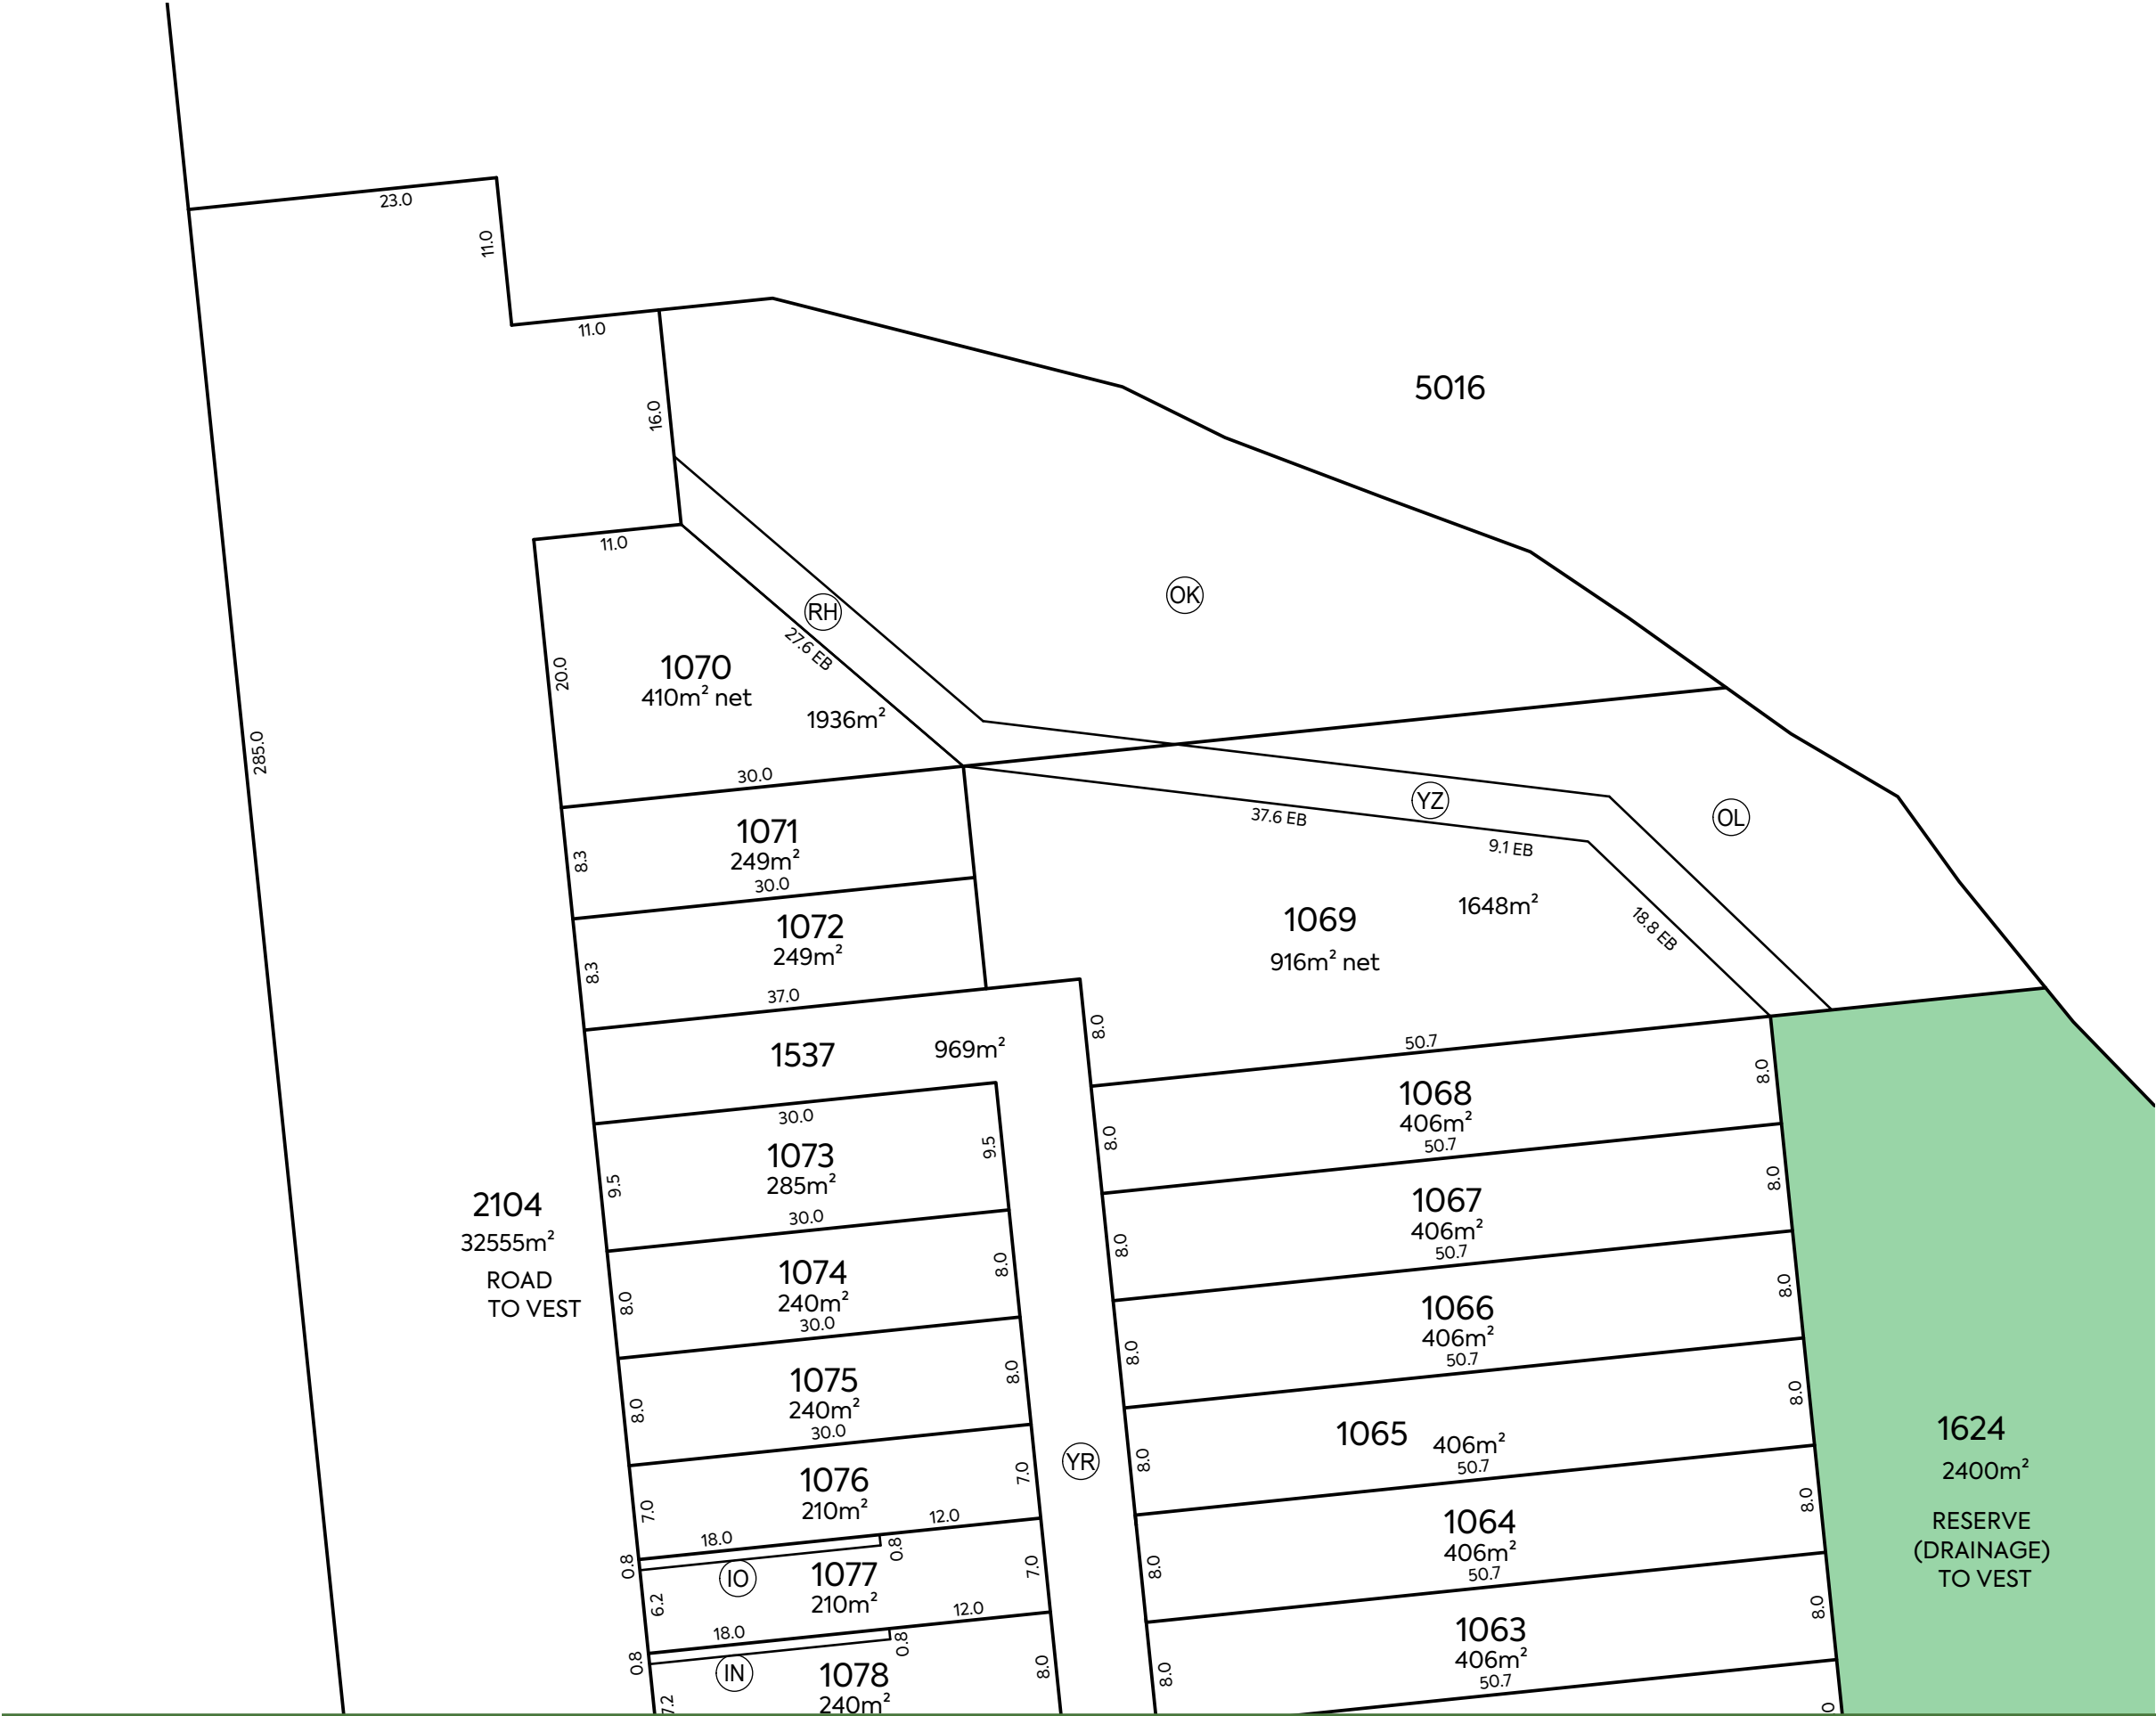 23.0
11.0
11.0
16.0
5016
OK
11.0
RH
27.6 EB
20.0
1070
410m² net
1936m²
285.0
30.0
YZ
OL
37.6 EB
9.1 EB
18.8 EB
1071
249m²
8.3
30.0
1069
1648m²
916m² net
1072
249m²
8.3
37.0
1537
969m²
8.0
50.7
30.0
1068
406m²
8.0
50.7
8.0
1073
285m²
9.5
9.5
30.0
2104
32555m²
ROAD
TO VEST
1067
406m²
8.0
50.7
8.0
1074
240m²
8.0
8.0
30.0
1066
406m²
8.0
50.7
8.0
1075
240m²
8.0
8.0
30.0
1065
406m²
8.0
50.7
8.0
1624
2400m²
RESERVE
(DRAINAGE)
TO VEST
YR
1076
210m²
7.0
7.0
18.0
12.0
0.8
0.8
IO
1064
406m²
8.0
50.7
8.0
1077
210m²
6.2
7.0
18.0
12.0
0.8
0.8
IN
1063
406m²
8.0
50.7
8.0
1078
240m²
7.2
8.0
8.0
0